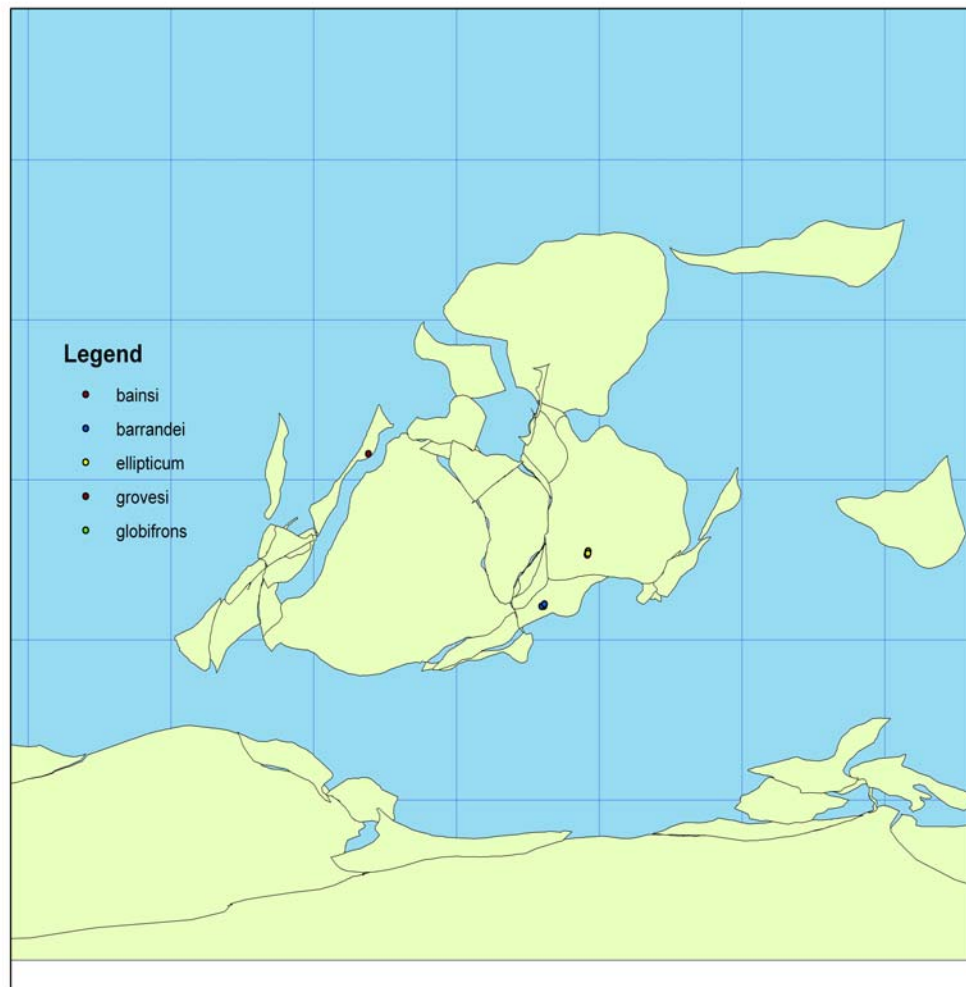 Legend
bainsi
barrandei
ellipticum
grovesi
globifrons